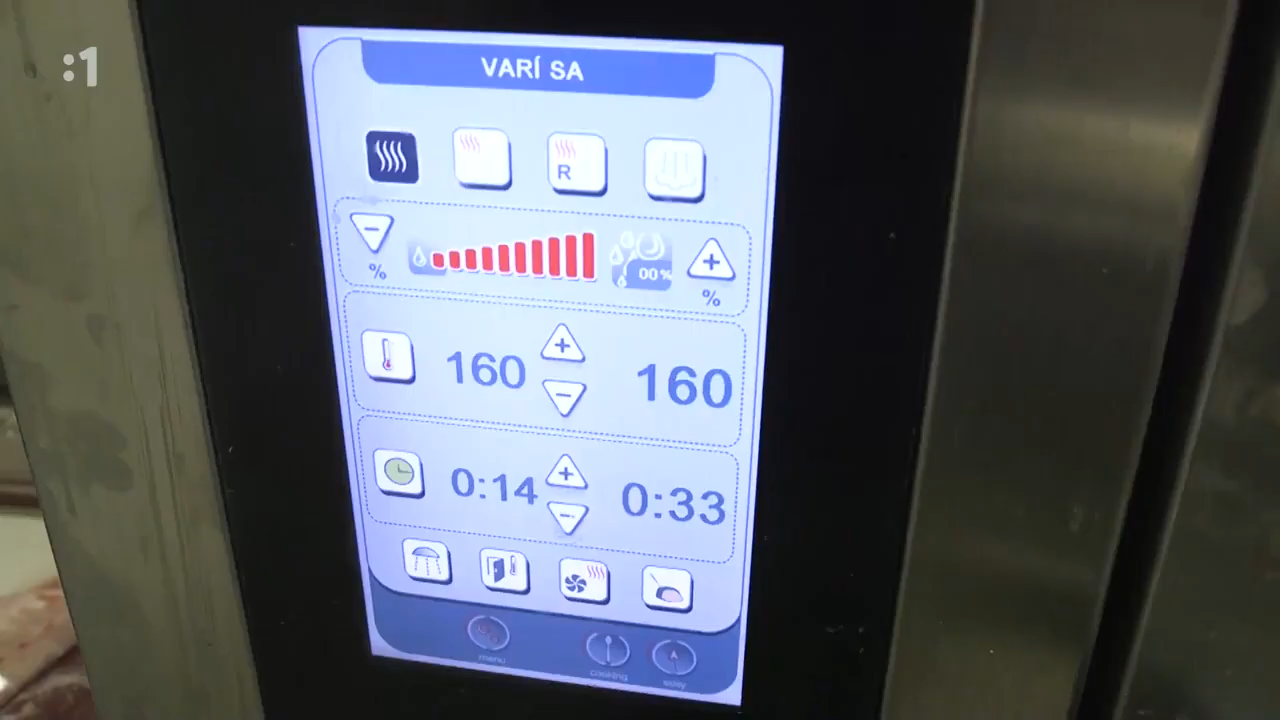 :1
VARÍ SA
R
00%
% %
160 160
0:14 0:33
menu cooking easy